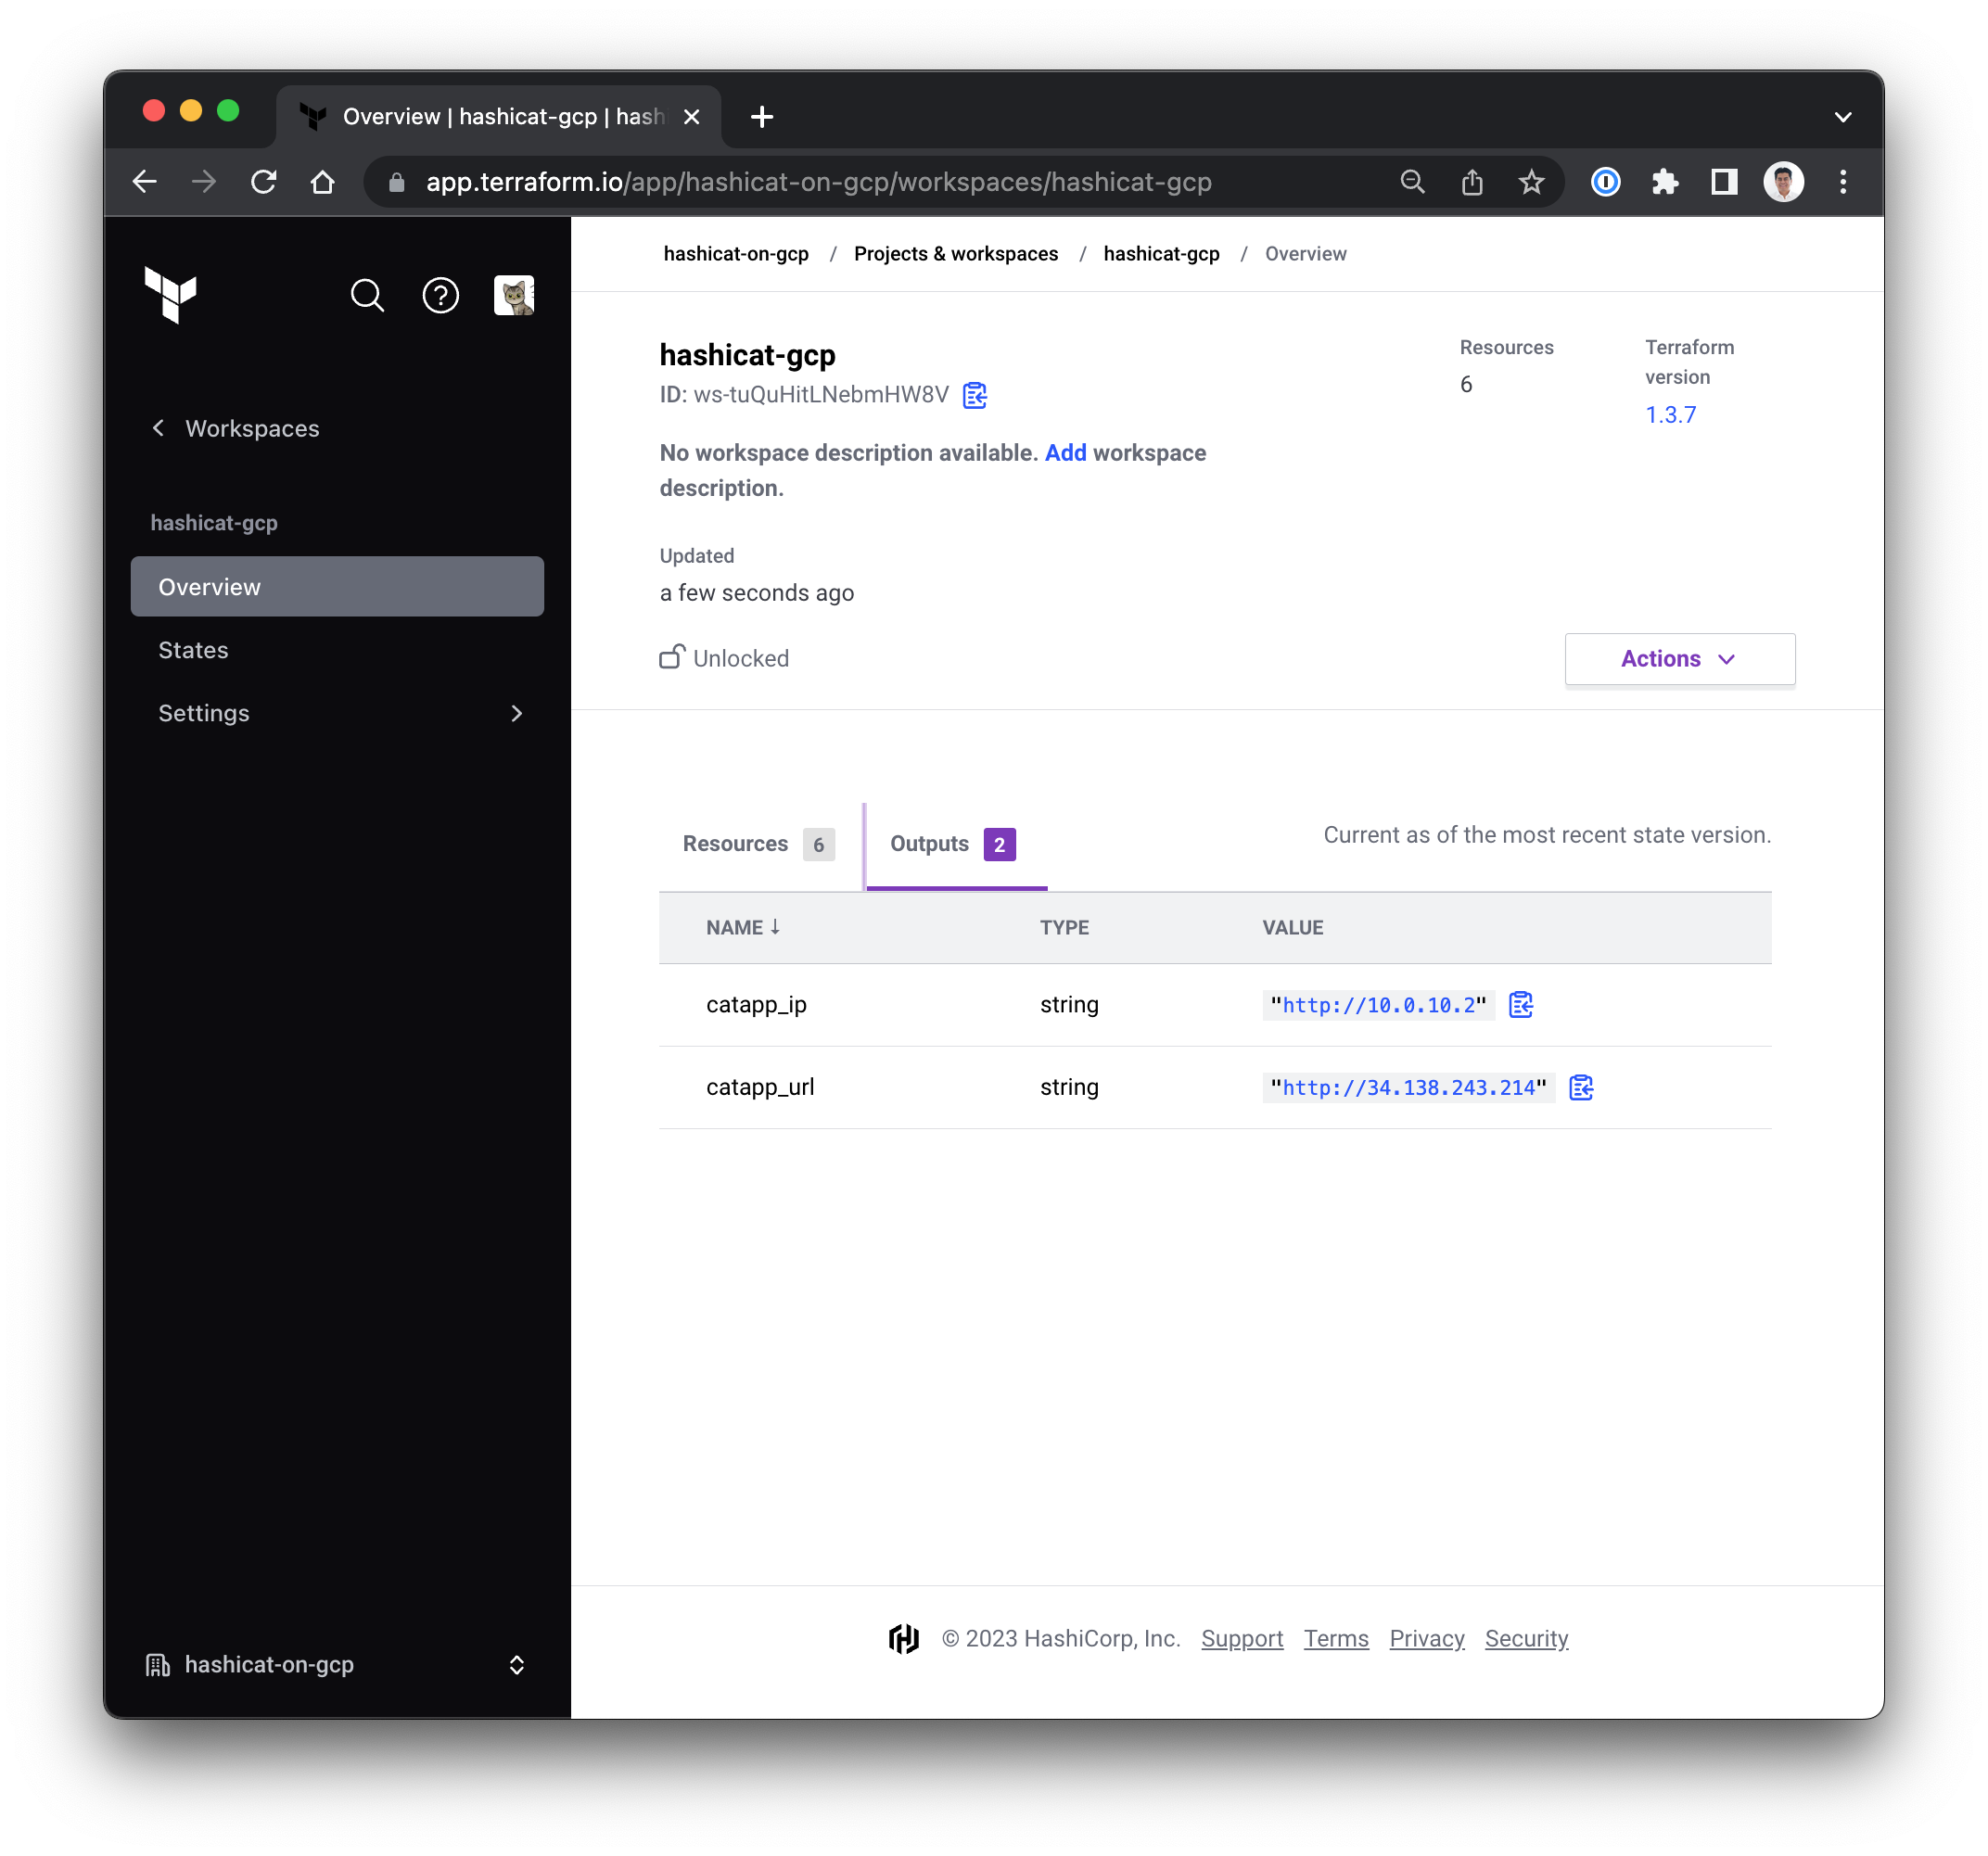 Overview | hashicat-gcp | hash
app.terraform.io/app/hashicat-on-gcp/workspaces/hashicat-gcp
hashicat-on-gcp / Projects & workspaces / hashicat-gcp / Overview
Workspaces
hashicat-gcp
Overview
States
Settings
hashicat-on-gcp
hashicat-gcp
ID: ws-tuQuHitLNebmHW8V
No workspace description available. Add workspace
description.
Resources
6
Terraform
version
1.3.7
Updated
a few seconds ago
Unlocked
Actions
Resources 6
Outputs 2
Current as of the most recent state version.
NAME ↓ TYPE VALUE
catapp_ip string "http://10.0.10.2"
catapp_url string "http://34.138.243.214"
© 2023 HashiCorp, Inc. Support Terms Privacy Security